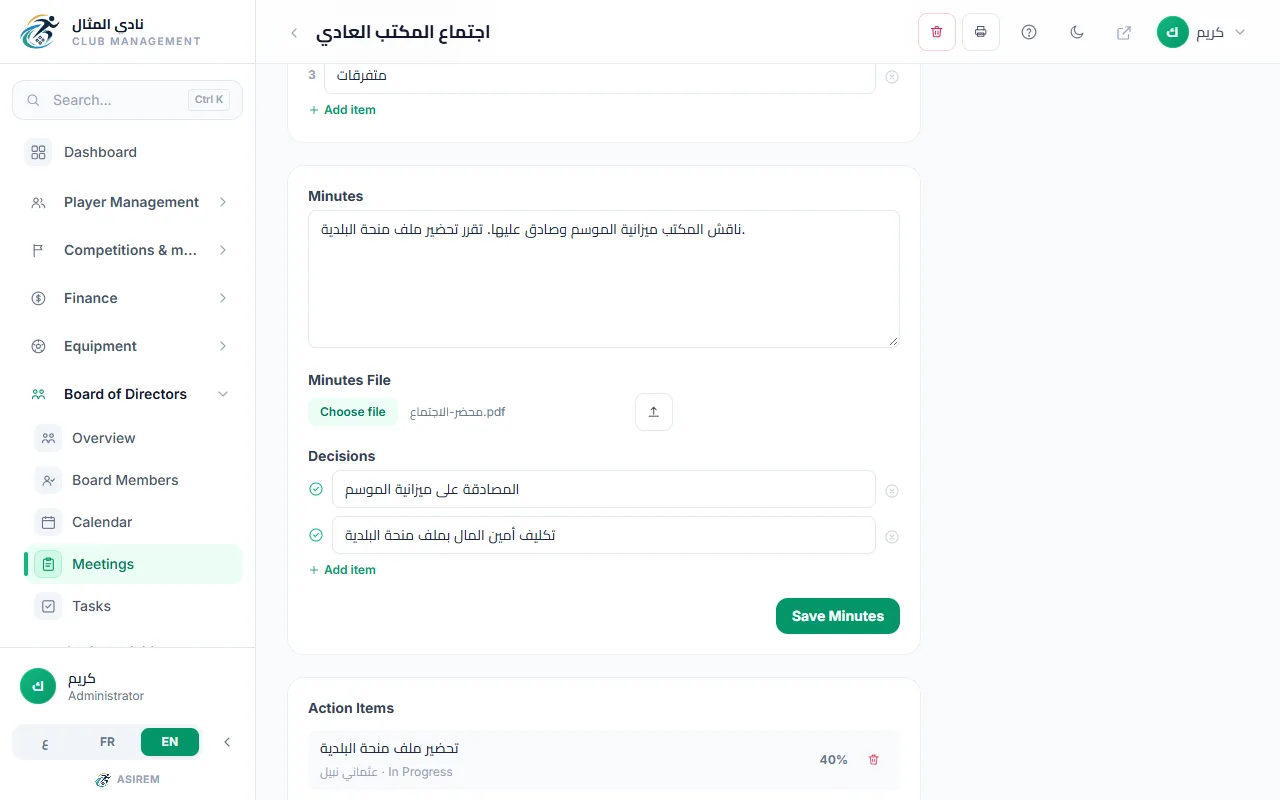 نادي المثال
CLUB MANAGEMENT
Search...
Ctrl K
Dashboard
Player Management
Competitions & m...
Finance
Equipment
Board of Directors
Overview
Board Members
Calendar
Meetings
Tasks
ك
كريم
Administrator
ع
FR
EN
ASIREM
اجتماع المكتب العادي
ك
كريم
3
متفرقات
+ Add item
Minutes
ناقش المكتب ميزانية الموسم وصادق عليها. تقرر تحضير ملف منحة البلدية.
Minutes File
Choose file
محضر-الاجتماع.pdf
Decisions
المصادقة على ميزانية الموسم
تكليف أمين المال بملف منحة البلدية
+ Add item
Save Minutes
Action Items
تحضير ملف منحة البلدية
عثماني نبيل · In Progress
40%